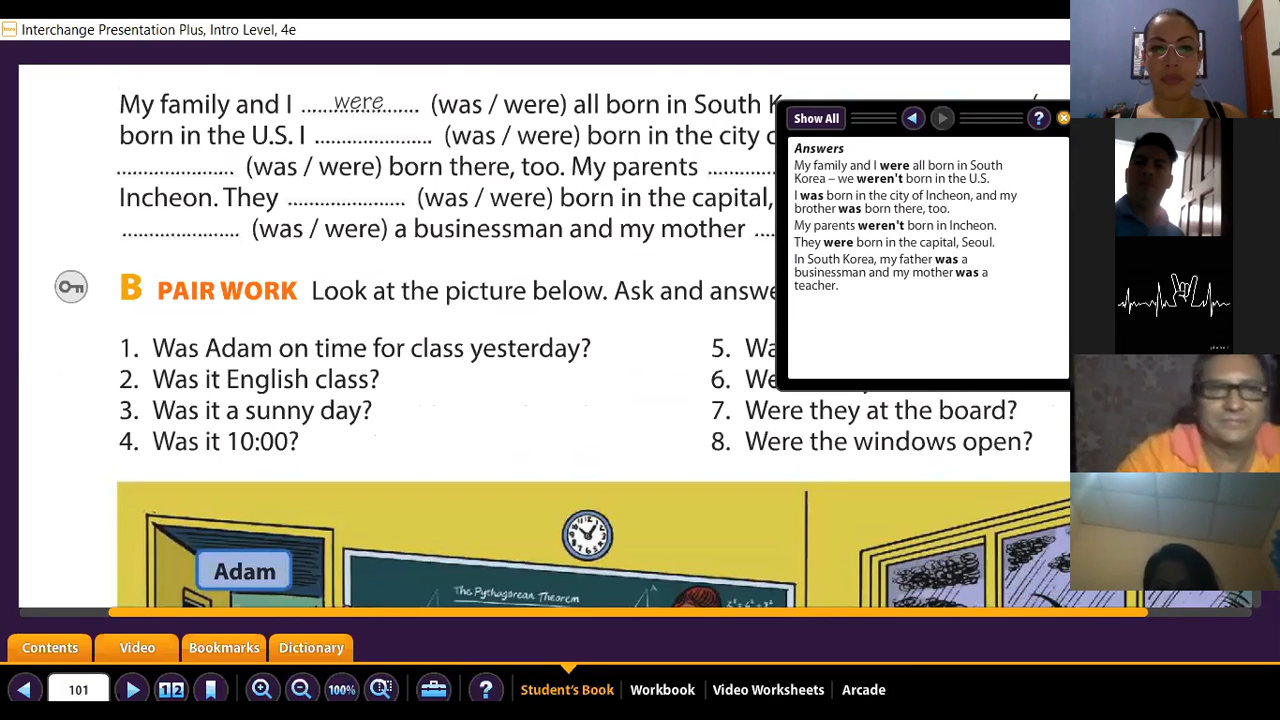 Interchange Presentation Plus, Intro Level, 4e
My family and I ....were.... (was / were) all born in South K
born in the U.S. I .................... (was / were) born in the city
.................... (was / were) born there, too. My parents ............
Incheon. They .................... (was / were) born in the capital,
.................... (was / were) a businessman and my mother ....
Show All
?
Answers
My family and I were all born in South
Korea – we weren't born in the U.S.
I was born in the city of Incheon, and my
brother was born there, too.
My parents weren't born in Incheon.
They were born in the capital, Seoul.
In South Korea, my father was a
businessman and my mother was a
teacher.
B PAIR WORK Look at the picture below. Ask and answe
1. Was Adam on time for class yesterday?
2. Was it English class?
3. Was it a sunny day?
4. Was it 10:00?
5. Wa
6. We
7. Were they at the board?
8. Were the windows open?
Adam
The Pythagorean Theorem
Contents Video Bookmarks Dictionary
101 12 100% ? Student's Book Workbook Video Worksheets Arcade